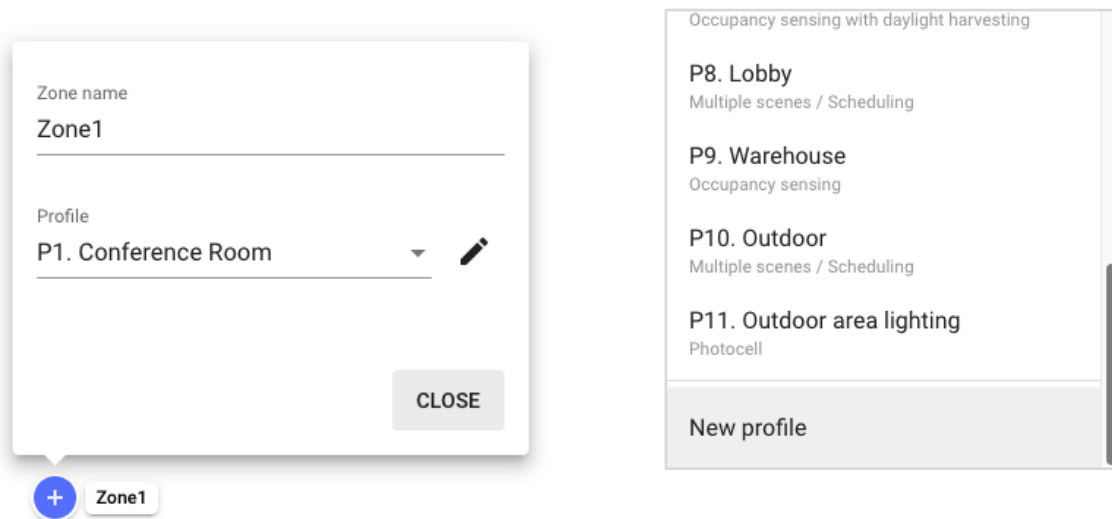 Zone name
Zone1
Profile
P1. Conference Room
CLOSE
Zone1
Occupancy sensing with daylight harvesting
P8. Lobby
Multiple scenes / Scheduling
P9. Warehouse
Occupancy sensing
P10. Outdoor
Multiple scenes / Scheduling
P11. Outdoor area lighting
Photocell
New profile